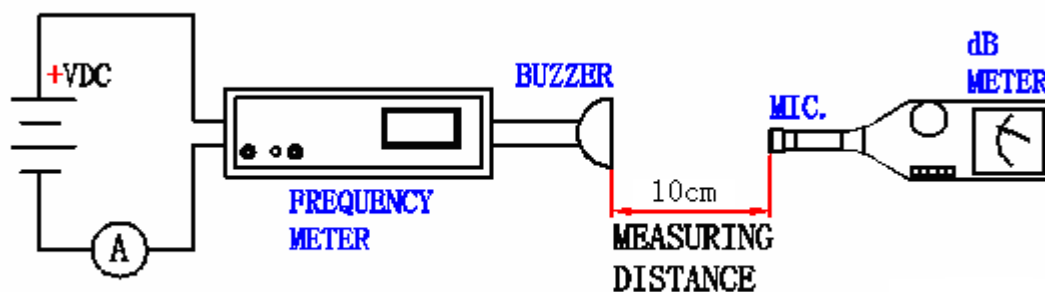 +VDC
A
FREQUENCY
METER
BUZZER
10cm
MEASURING
DISTANCE
MIC.
dB
METER